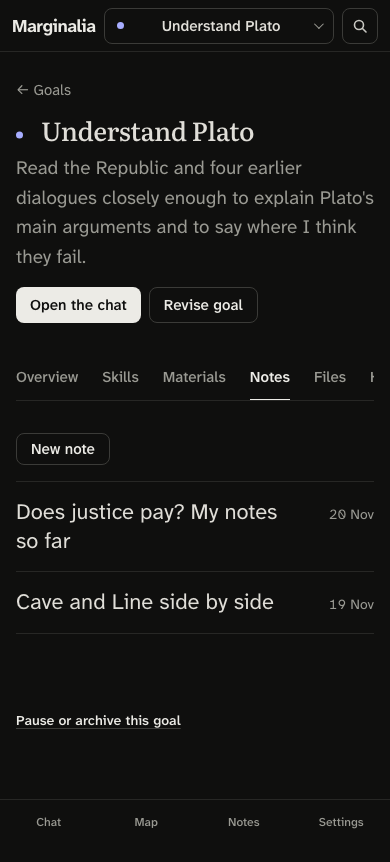 Marginalia
Understand Plato
← Goals
Understand Plato
Read the Republic and four earlier
dialogues closely enough to explain Plato's
main arguments and to say where I think
they fail.
Open the chat
Revise goal
Overview Skills Materials Notes Files
New note
Does justice pay? My notes
so far
20 Nov
Cave and Line side by side
19 Nov
Pause or archive this goal
Chat Map Notes Settings